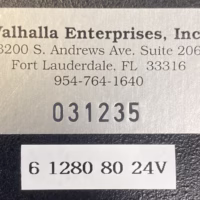 Valhalla Enterprises, Inc
3200 S. Andrews Ave. Suite 206
Fort Lauderdale, FL 33316
954-764-1640
031235
6 1280 80 24V